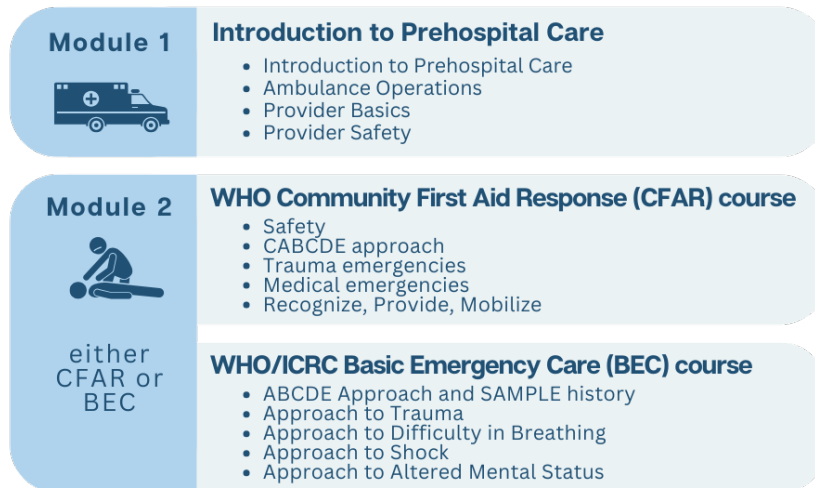 Module 1
Introduction to Prehospital Care
• Introduction to Prehospital Care
• Ambulance Operations
• Provider Basics
• Provider Safety
Module 2
either
CFAR or
BEC
WHO Community First Aid Response (CFAR) course
• Safety
• CABCDE approach
• Trauma emergencies
• Medical emergencies
• Recognize, Provide, Mobilize
WHO/ICRC Basic Emergency Care (BEC) course
• ABCDE Approach and SAMPLE history
• Approach to Trauma
• Approach to Difficulty in Breathing
• Approach to Shock
• Approach to Altered Mental Status